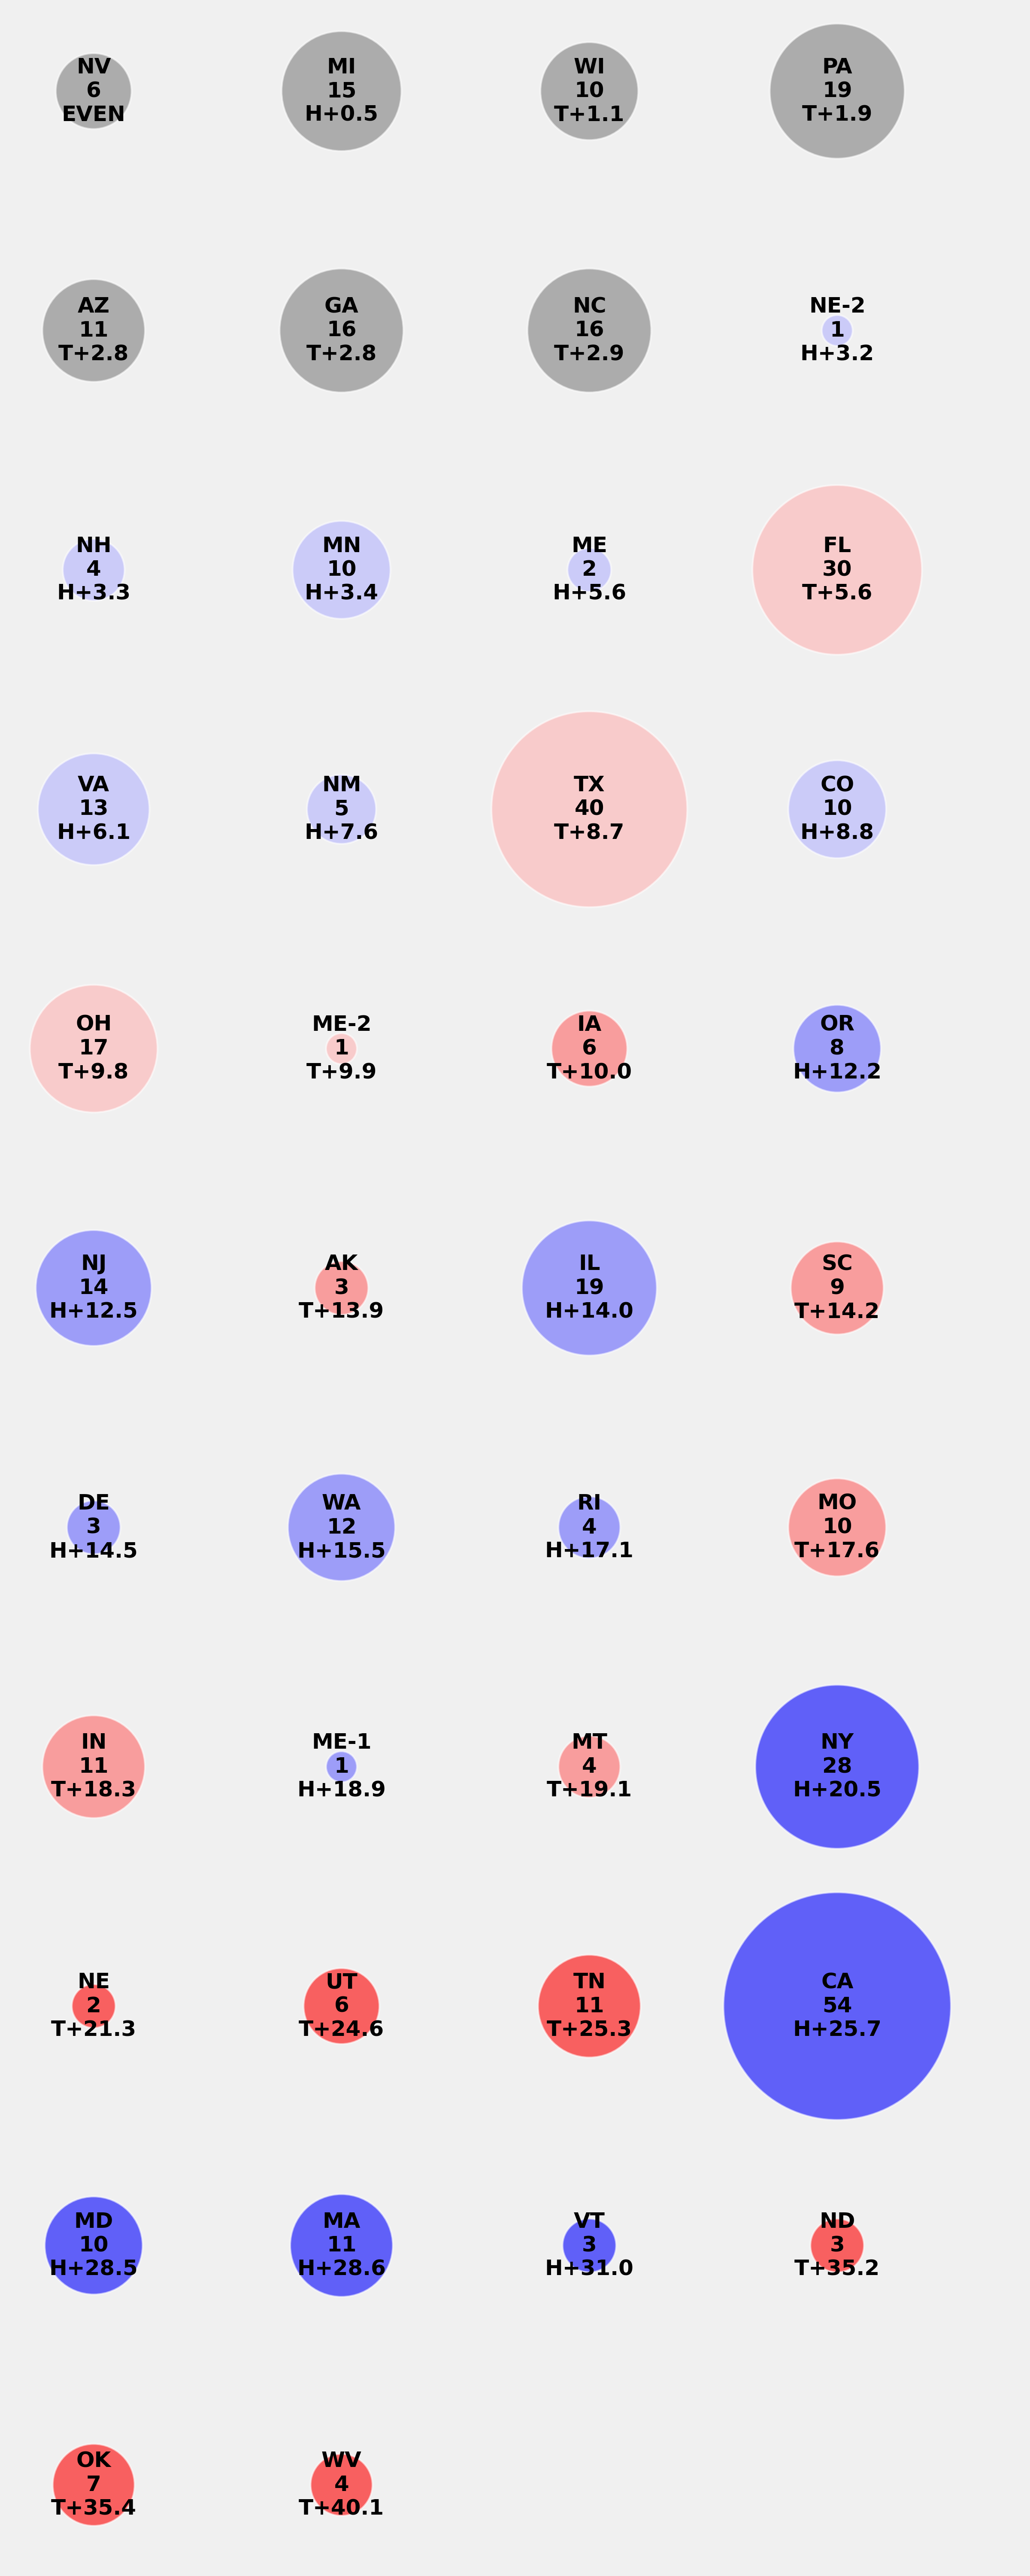 NV
6
EVEN
MI
15
H+0.5
WI
10
T+1.1
PA
19
T+1.9
AZ
11
T+2.8
GA
16
T+2.8
NC
16
T+2.9
NE-2
1
H+3.2
NH
4
H+3.3
MN
10
H+3.4
ME
2
H+5.6
FL
30
T+5.6
VA
13
H+6.1
NM
5
H+7.6
TX
40
T+8.7
CO
10
H+8.8
OH
17
T+9.8
ME-2
1
T+9.9
IA
6
T+10.0
OR
8
H+12.2
NJ
14
H+12.5
AK
3
T+13.9
IL
19
H+14.0
SC
9
T+14.2
DE
3
H+14.5
WA
12
H+15.5
RI
4
H+17.1
MO
10
T+17.6
IN
11
T+18.3
ME-1
1
H+18.9
MT
4
T+19.1
NY
28
H+20.5
NE
2
T+21.3
UT
6
T+24.6
TN
11
T+25.3
CA
54
H+25.7
MD
10
H+28.5
MA
11
H+28.6
VT
3
H+31.0
ND
3
T+35.2
OK
7
T+35.4
WV
4
T+40.1